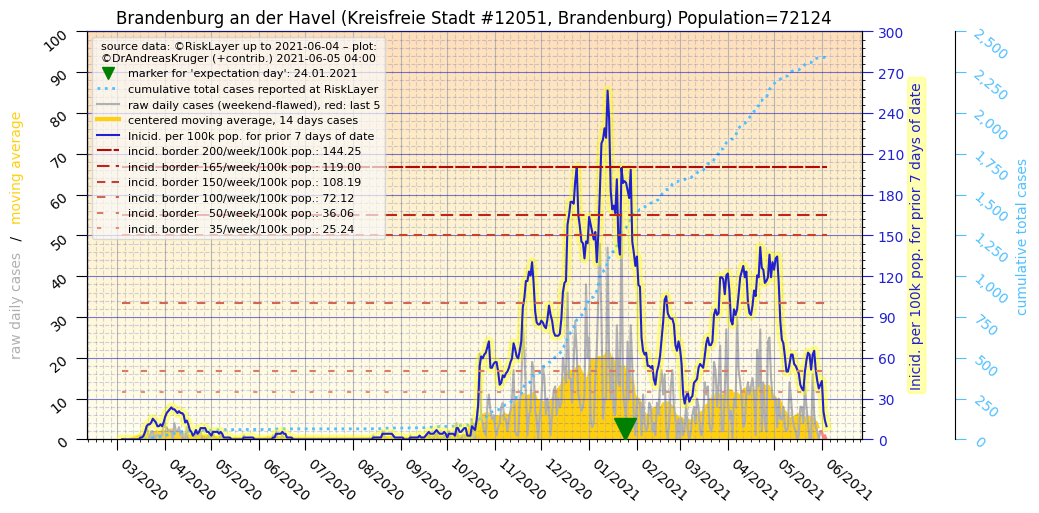 Brandenburg an der Havel (Kreisfreie Stadt #12051, Brandenburg) Population=72124
source data: ©RiskLayer up to 2021-06-04 – plot:
©DrAndreasKruger (+contrib.) 2021-06-05 04:00
marker for 'expectation day': 24.01.2021
cumulative total cases reported at RiskLayer
raw daily cases (weekend-flawed), red: last 5
centered moving average, 14 days cases
Inicid. per 100k pop. for prior 7 days of date
incid. border 200/week/100k pop.: 144.25
incid. border 165/week/100k pop.: 119.00
incid. border 150/week/100k pop.: 108.19
incid. border 100/week/100k pop.: 72.12
incid. border 50/week/100k pop.: 36.06
incid. border 35/week/100k pop.: 25.24
raw daily cases / moving average
100
90
80
70
60
50
40
30
20
10
0
300
270
240
210
180
150
120
90
60
30
0
Inicid. per 100k pop. for prior 7 days of date
2,500
2,250
2,000
1,750
1,500
1,250
1,000
750
500
250
0
cumulative total cases
03/2020
04/2020
05/2020
06/2020
07/2020
08/2020
09/2020
10/2020
11/2020
12/2020
01/2021
02/2021
03/2021
04/2021
05/2021
06/2021